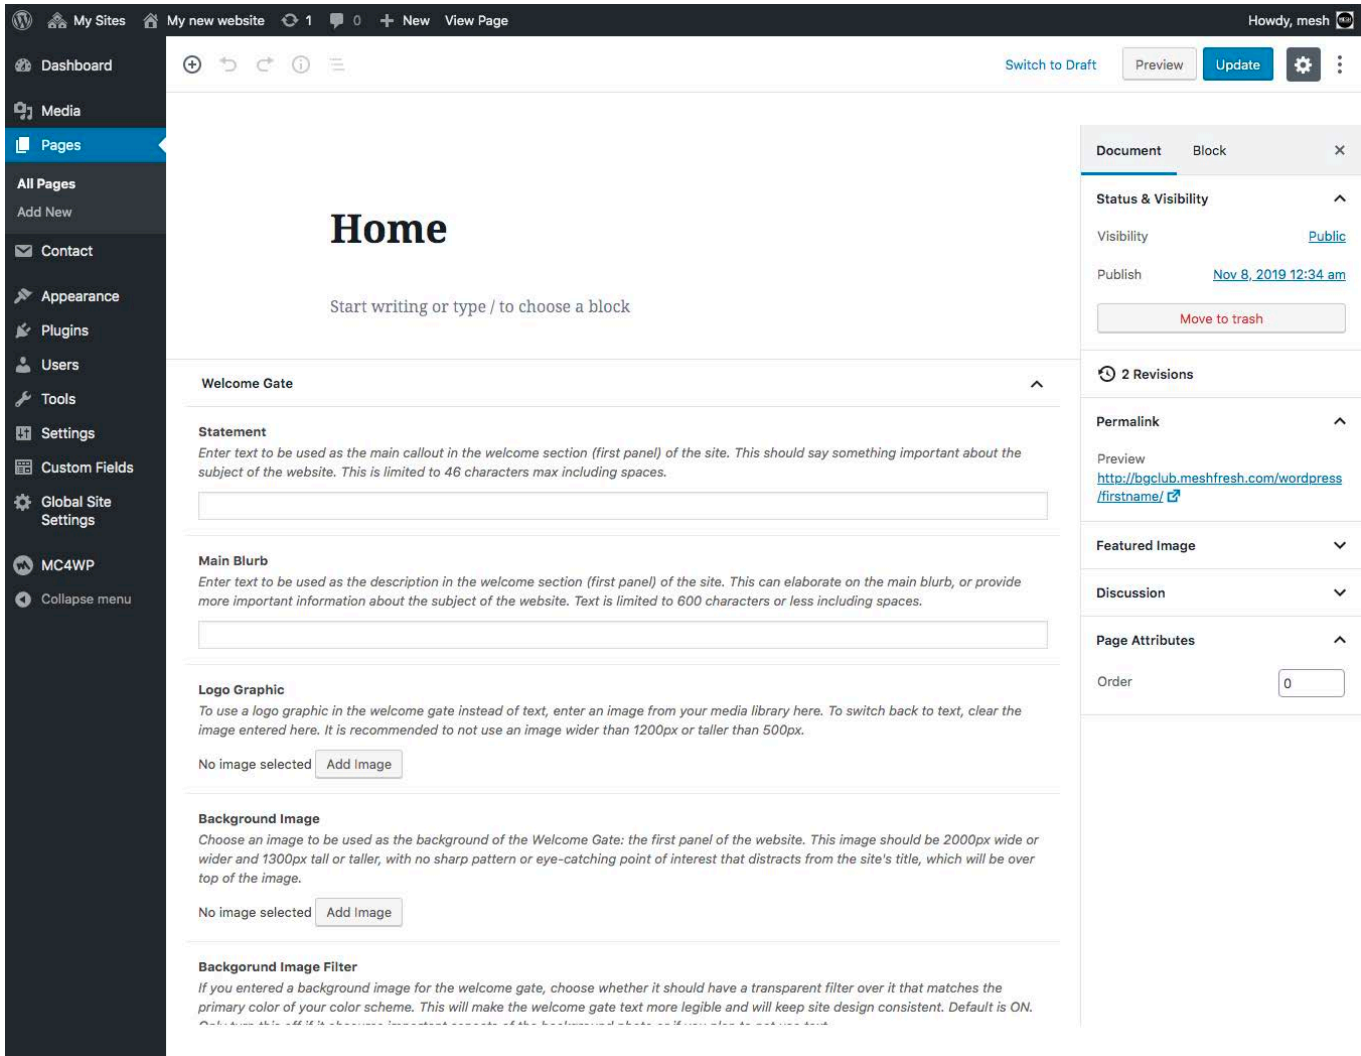 My Sites My new website 1 0 New View Page Howdy, mesh
Dashboard
Media
Pages
All Pages
Add New
Contact
Appearance
Plugins
Users
Tools
Settings
Custom Fields
Global Site
Settings
MC4WP
Collapse menu
Switch to Draft Preview Update
Home
Start writing or type / to choose a block
Welcome Gate
Statement
Enter text to be used as the main callout in the welcome section (first panel) of the site. This should say something important about the
subject of the website. This is limited to 46 characters max including spaces.
Main Blurb
Enter text to be used as the description in the welcome section (first panel) of the site. This can elaborate on the main blurb, or provide
more important information about the subject of the website. Text is limited to 600 characters or less including spaces.
Logo Graphic
To use a logo graphic in the welcome gate instead of text, enter an image from your media library here. To switch back to text, clear the
image entered here. It is recommended to not use an image wider than 1200px or taller than 500px.
No image selected Add Image
Background Image
Choose an image to be used as the background of the Welcome Gate: the first panel of the website. This image should be 2000px wide or
wider and 1300px tall or taller, with no sharp pattern or eye-catching point of interest that distracts from the site's title, which will be over
top of the image.
No image selected Add Image
Backgorund Image Filter
If you entered a background image for the welcome gate, choose whether it should have a transparent filter over it that matches the
primary color of your color scheme. This will make the welcome gate text more legible and will keep site design consistent. Default is ON.
Document Block
Status & Visibility
Visibility Public
Publish Nov 8, 2019 12:34 am
Move to trash
2 Revisions
Permalink
Preview
http://bgclub.meshfresh.com/wordpress
/firstname/
Featured Image
Discussion
Page Attributes
Order 0